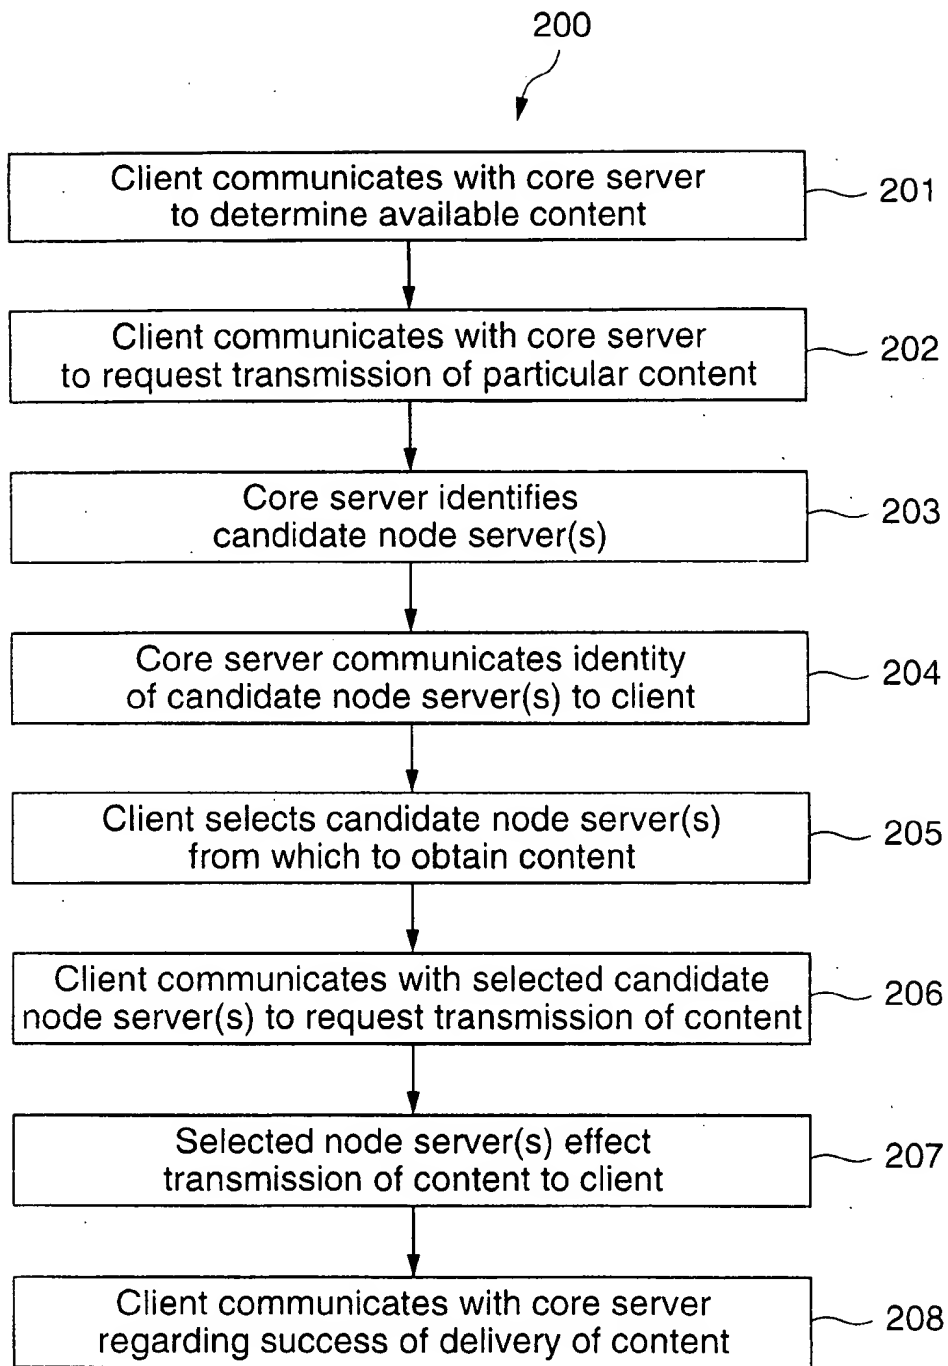 200
Client communicates with core server
to determine available content
201
Client communicates with core server
to request transmission of particular content
202
Core server identifies
candidate node server(s)
203
Core server communicates identity
of candidate node server(s) to client
204
Client selects candidate node server(s)
from which to obtain content
205
Client communicates with selected candidate
node server(s) to request transmission of content
206
Selected node server(s) effect
transmission of content to client
207
Client communicates with core server
regarding success of delivery of content
208